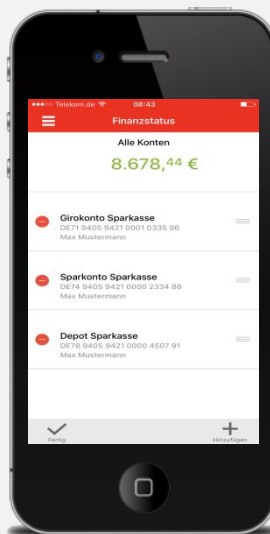 Telekom.de
08:43
Finanzstatus
Alle Konten
8.678,44 €
Girokonto Sparkasse
DE71 9405 9421 0001 0335 96
Max Mustermann
Sparkonto Sparkasse
DE74 9405 9421 0000 2334 86
Max Mustermann
Depot Sparkasse
DE78 9405 9421 0000 4507 91
Max Mustermann
Fertig
Hinzufügen